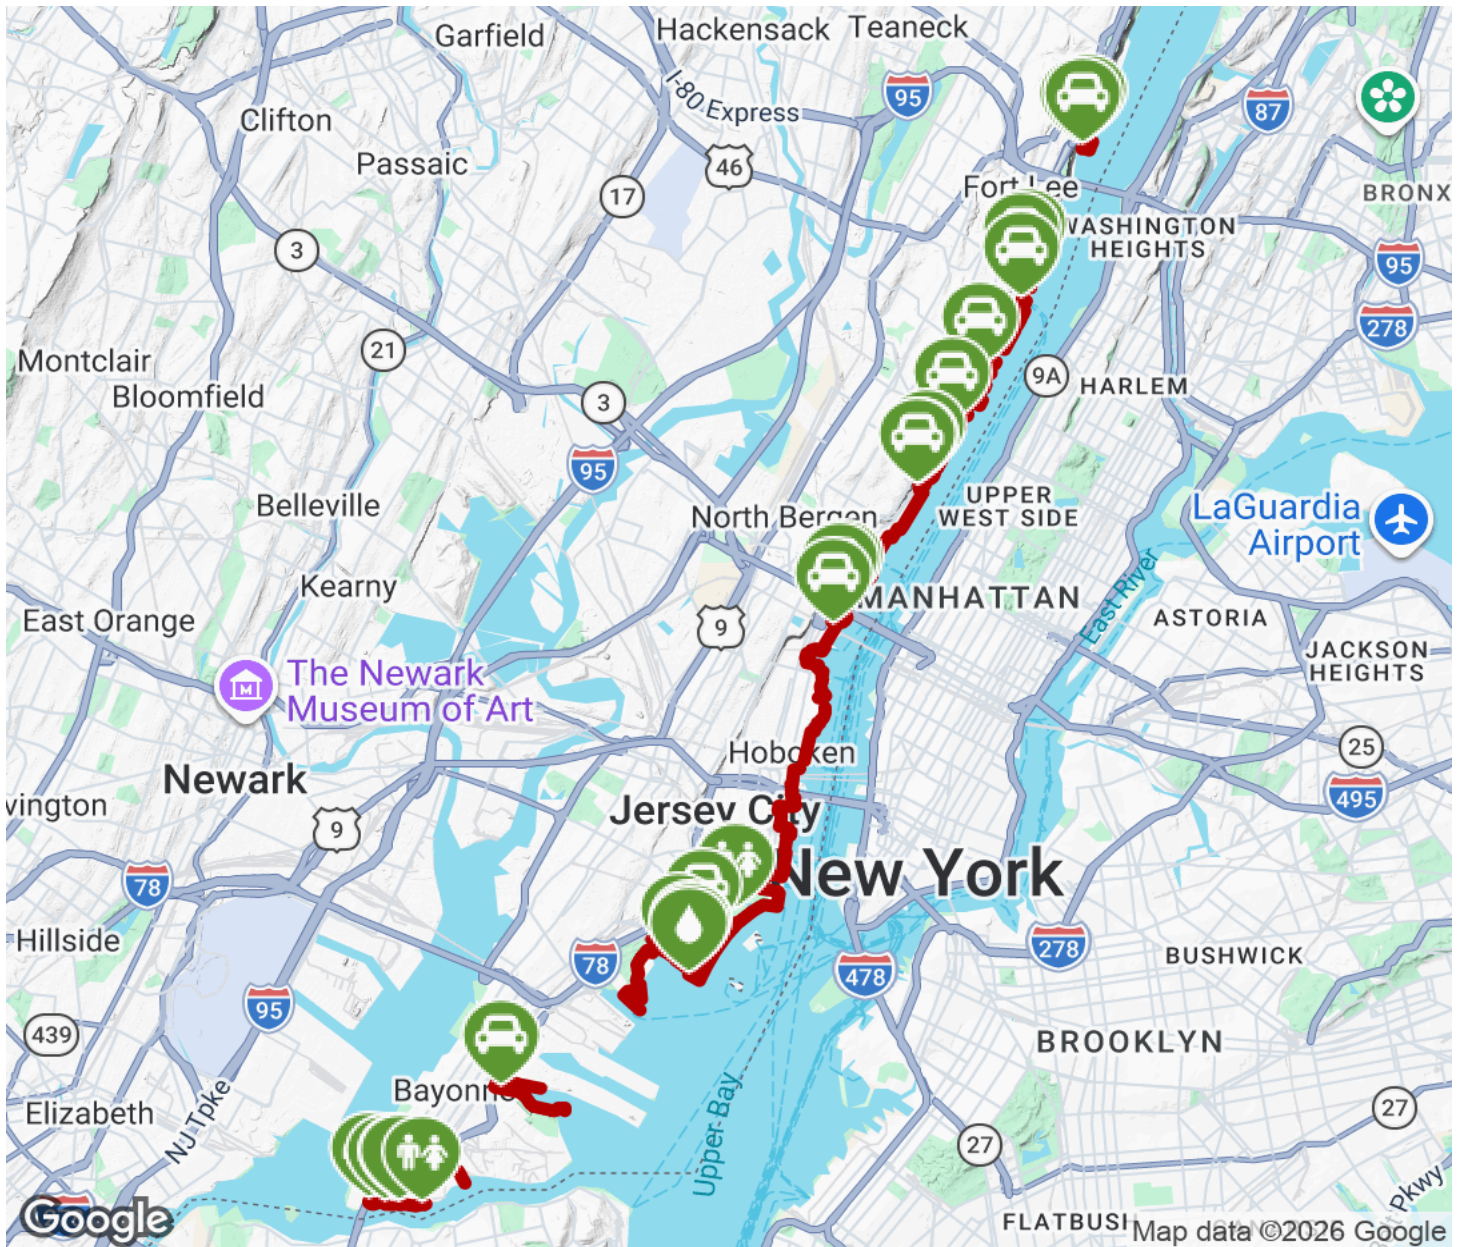 Garfield
Hackensack
Teaneck
I-80 Express
95
87
Clifton
Passaic
46
17
Fort Lee
BRONX
WASHINGTON
HEIGHTS
3
95
278
21
Montclair
Bloomfield
3
9A
HARLEM
95
Belleville
UPPER
WEST SIDE
LaGuardia
Airport
North Bergen
Kearny
MANHATTAN
East River
ASTORIA
East Orange
9
JACKSON
HEIGHTS
The Newark
Museum of Art
M
Hoboken
25
Newark
495
vington
9
Jersey City
New York
78
Hillside
78
278
BUSHWICK
478
95
439
BROOKLYN
Bayonne
Elizabeth
NJ Tpke
Upper Bay
27
27
Pkwy
FLATBUSH
Google
Map data ©2026 Google